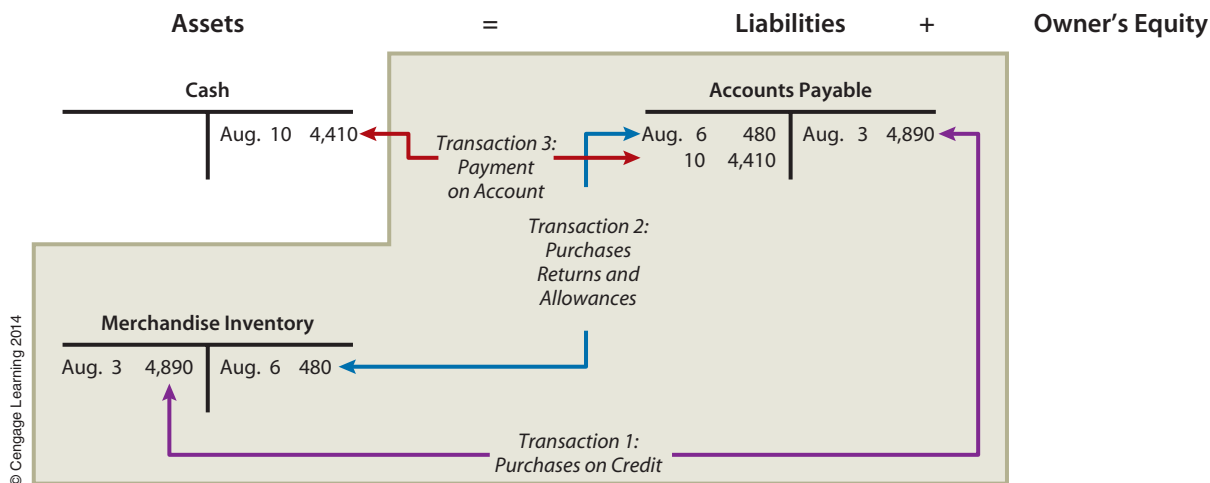 Assets = Liabilities + Owner's Equity
Cash
Aug. 10 4,410
Accounts Payable
Aug. 6 480 Aug. 3 4,890
10 4,410
Transaction 3:
Payment
on Account
Transaction 2:
Purchases
Returns and
Allowances
Merchandise Inventory
Aug. 3 4,890 Aug. 6 480
Transaction 1:
Purchases on Credit
© Cengage Learning 2014